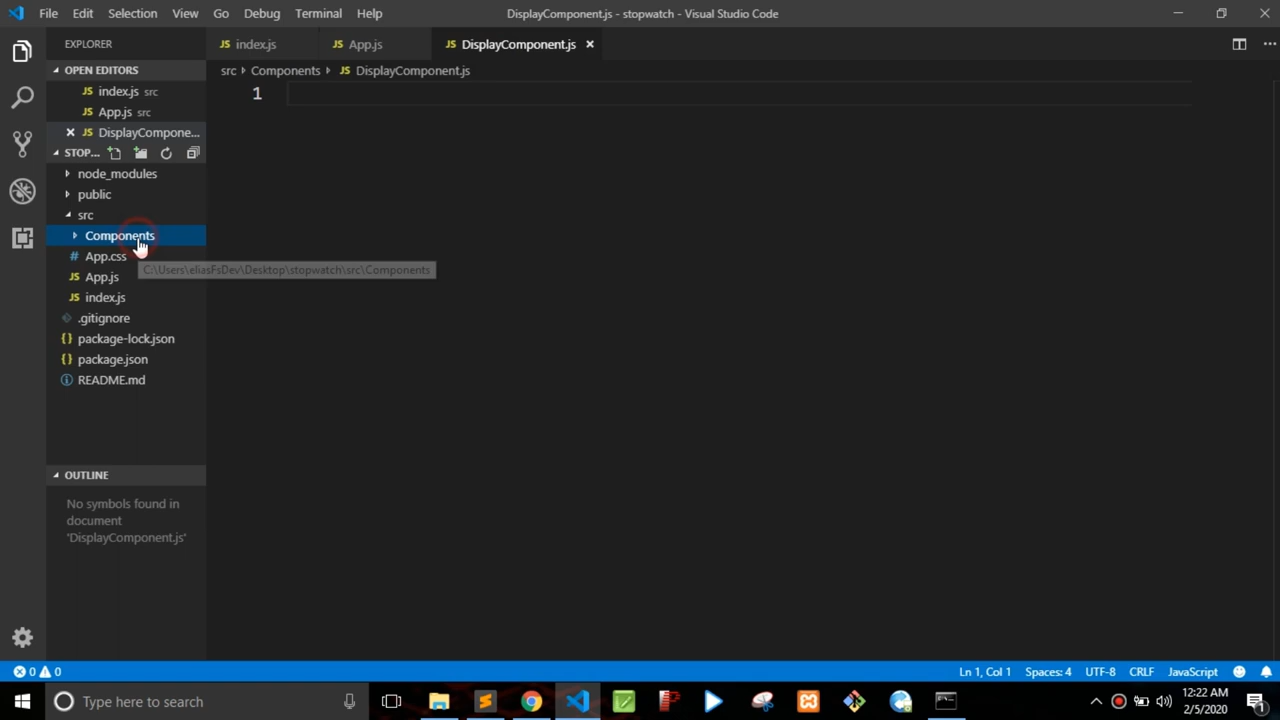 File Edit Selection View Go Debug Terminal Help
DisplayComponent.js - stopwatch - Visual Studio Code
EXPLORER
OPEN EDITORS
index.js src
App.js src
DisplayCompone...
STOP...
node_modules
public
src
Components
App.css
App.js
index.js
.gitignore
package-lock.json
package.json
README.md
C:\Users\eliasFsDev\Desktop\stopwatch\src\Components
OUTLINE
No symbols found in
document
'DisplayComponent.js'
index.js
App.js
DisplayComponent.js
src Components DisplayComponent.js
1
0 0
Ln 1, Col 1 Spaces: 4 UTF-8 CRLF JavaScript
Type here to search
12:22 AM
2/5/2020
1